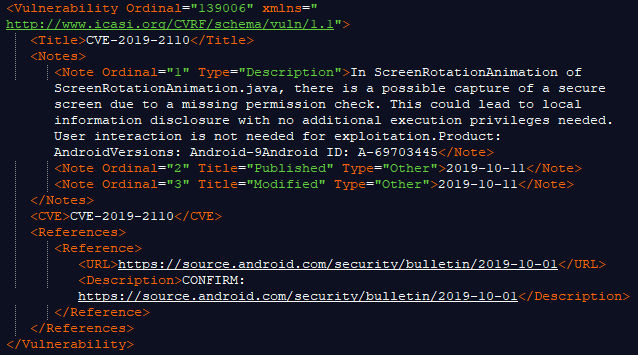 <Vulnerability Ordinal="139006" xmlns="
http://www.icasi.org/CVRF/schema/vuln/1.1">
<Title>CVE-2019-2110</Title>
<Notes>
<Note Ordinal="1" Type="Description">In ScreenRotationAnimation of
ScreenRotationAnimation.java, there is a possible capture of a secure
screen due to a missing permission check. This could lead to local
information disclosure with no additional execution privileges needed.
User interaction is not needed for exploitation.Product:
AndroidVersions: Android-9Android ID: A-69703445</Note>
<Note Ordinal="2" Title="Published" Type="Other">2019-10-11</Note>
<Note Ordinal="3" Title="Modified" Type="Other">2019-10-11</Note>
</Notes>
<CVE>CVE-2019-2110</CVE>
<References>
<Reference>
<URL>https://source.android.com/security/bulletin/2019-10-01</URL>
<Description>CONFIRM:
https://source.android.com/security/bulletin/2019-10-01</Description>
</Reference>
</References>
</Vulnerability>